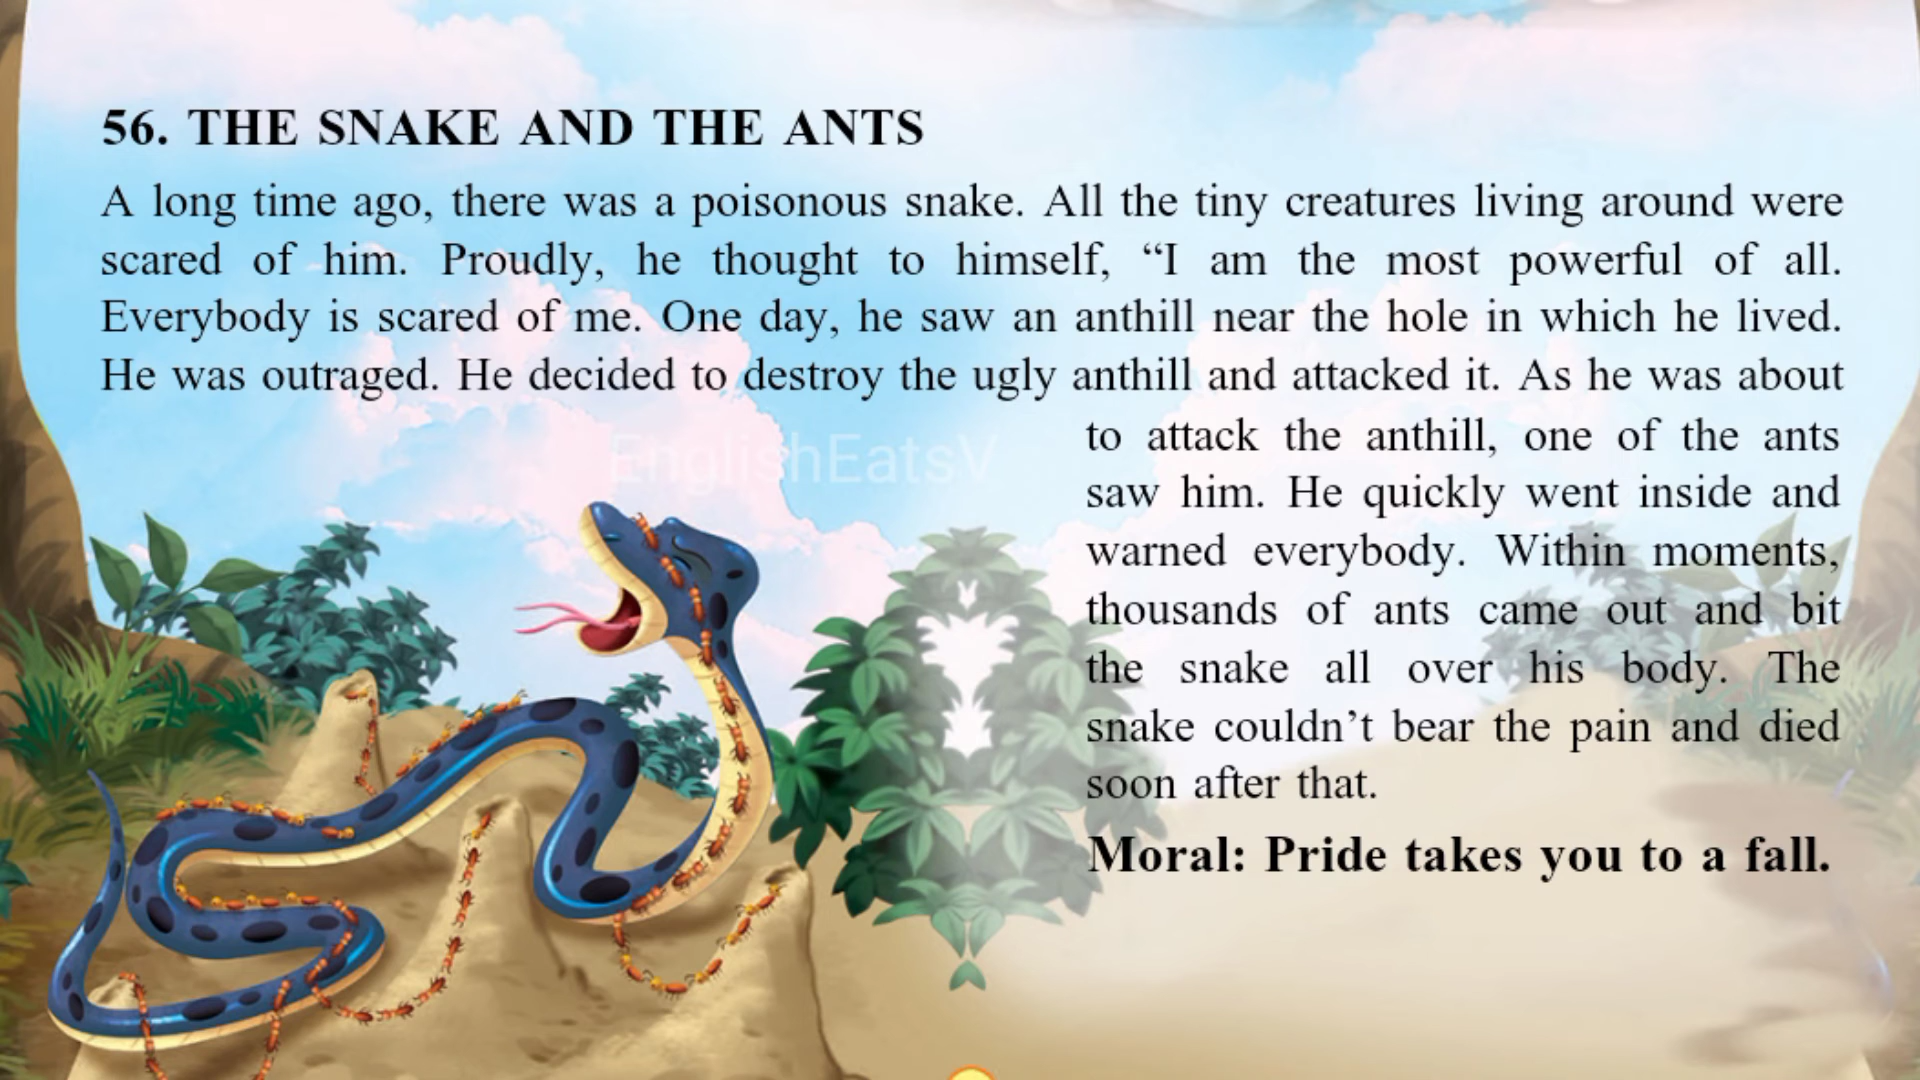 56. THE SNAKE AND THE ANTS
A long time ago, there was a poisonous snake. All the tiny creatures living around were
scared of him. Proudly, he thought to himself, “I am the most powerful of all.
Everybody is scared of me. One day, he saw an anthill near the hole in which he lived.
He was outraged. He decided to destroy the ugly anthill and attacked it. As he was about
to attack the anthill, one of the ants
saw him. He quickly went inside and
warned everybody. Within moments,
thousands of ants came out and bit
the snake all over his body. The
snake couldn’t bear the pain and died
soon after that.
Moral: Pride takes you to a fall.
EnglishEatsV